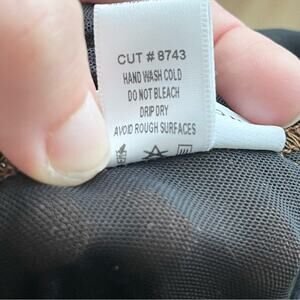 CUT # 8743
HAND WASH COLD
DO NOT BLEACH
DRIP DRY
AVOID ROUGH SURFACES